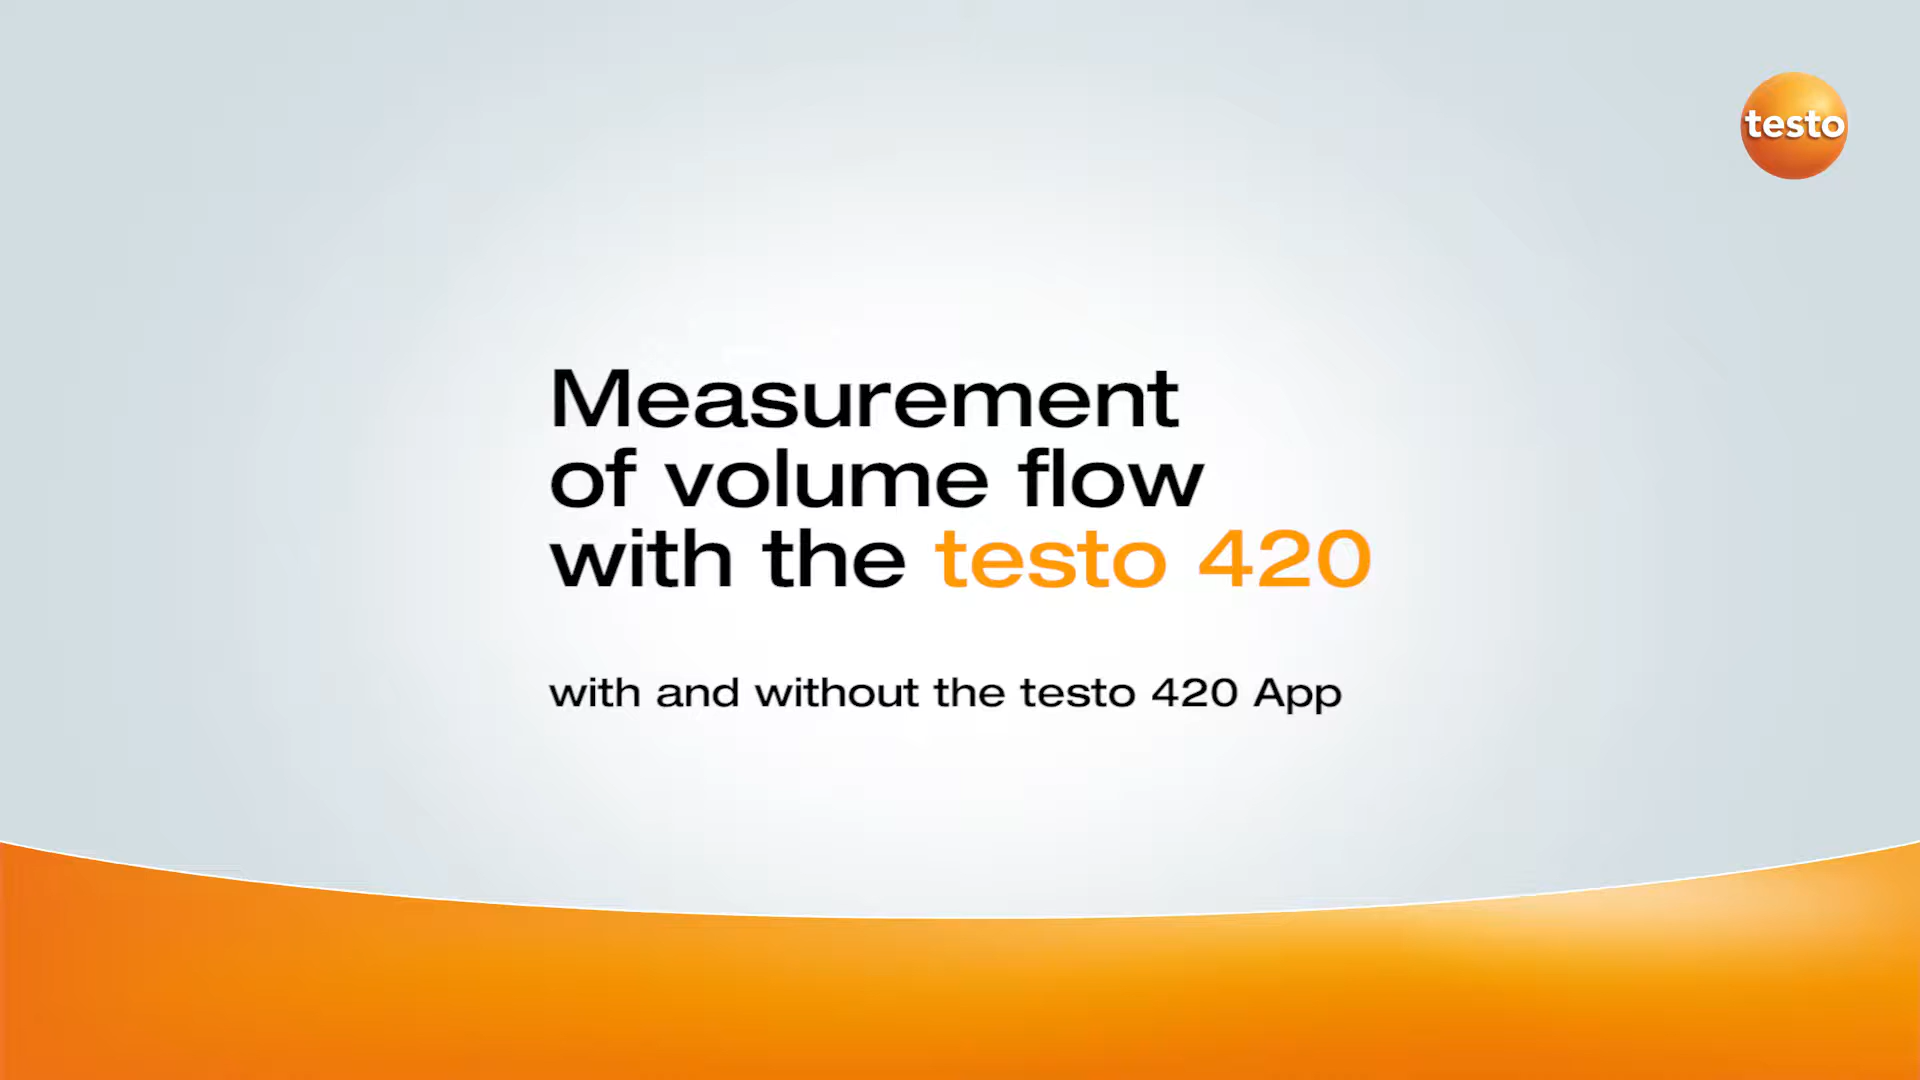 testo
Measurement
of volume flow
with the testo 420
with and without the testo 420 App